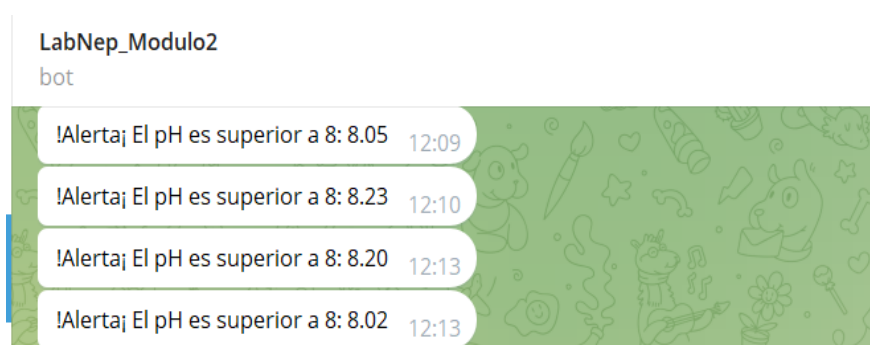 LabNep_Modulo2
bot
!Alerta¡ El pH es superior a 8: 8.05 12:09
!Alerta¡ El pH es superior a 8: 8.23 12:10
!Alerta¡ El pH es superior a 8: 8.20 12:13
!Alerta¡ El pH es superior a 8: 8.02 12:13